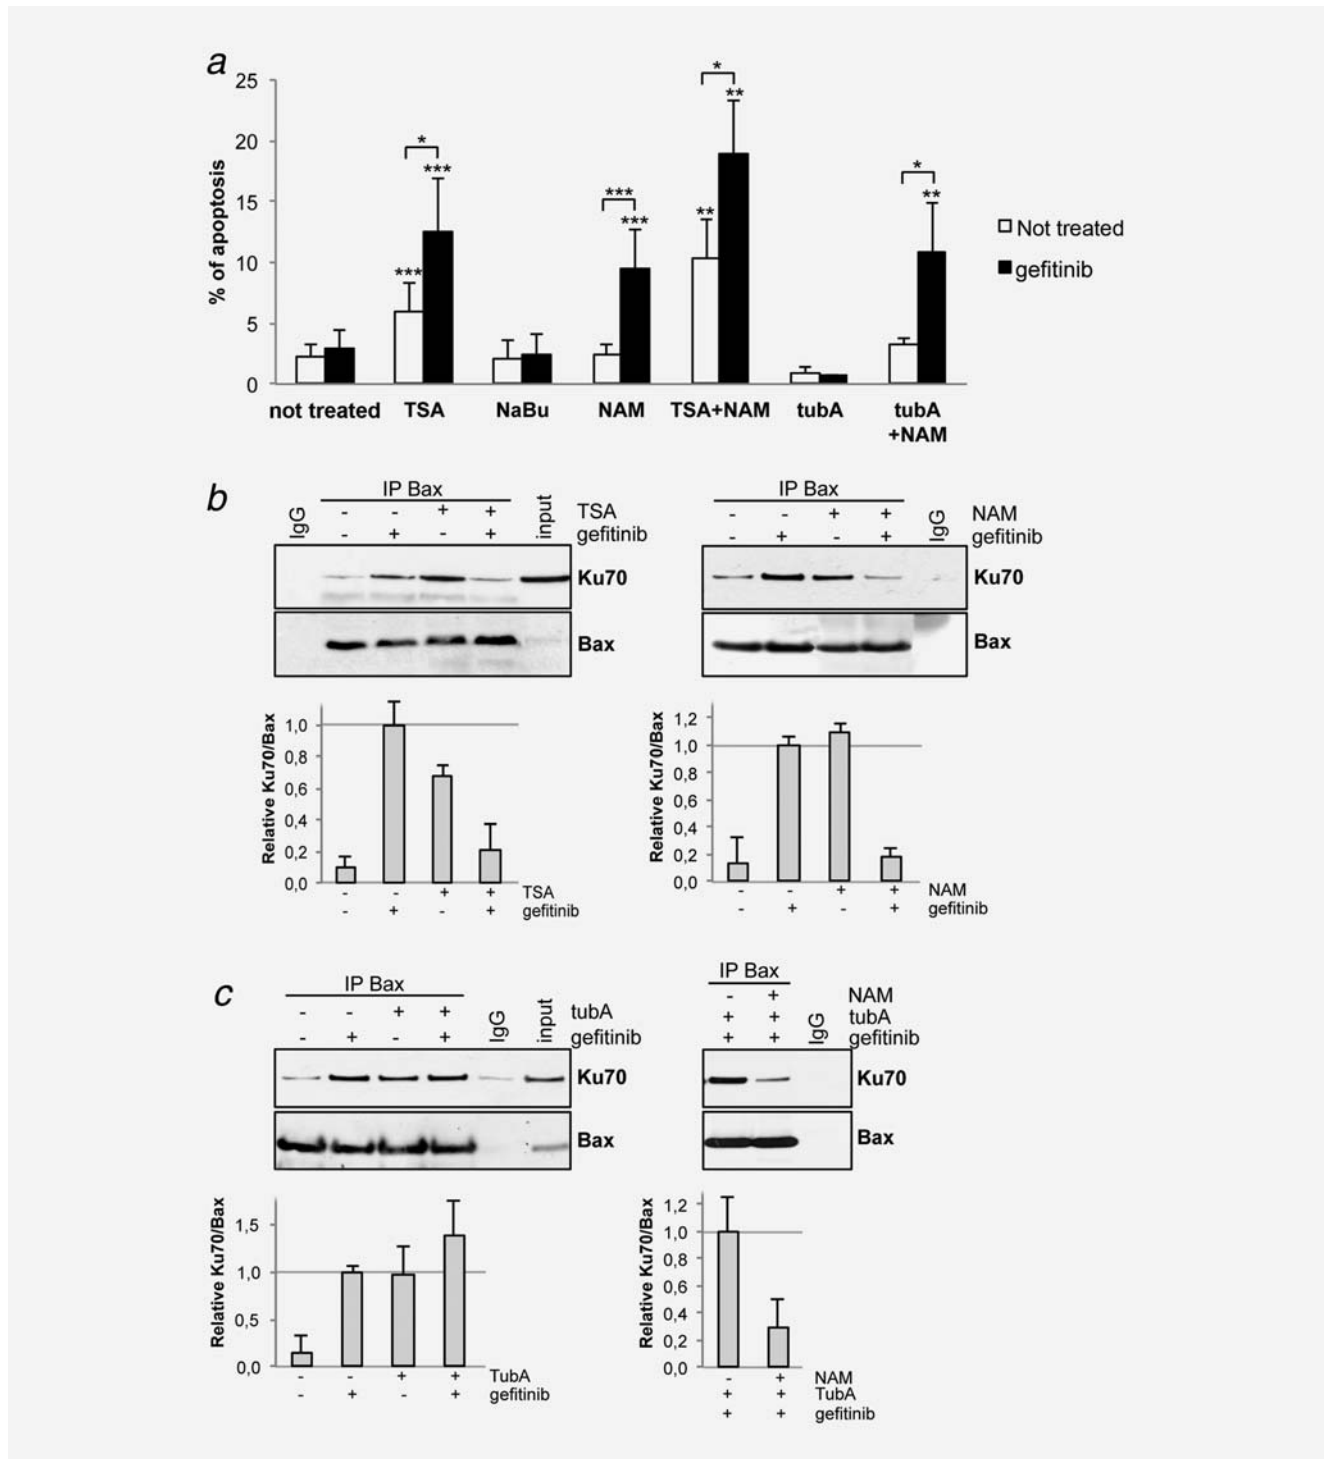 a
25
20
15
10
5
0
% of apoptosis
*
***
***
***
***
*
**
**
*
**
Not treated
gefitinib
not treated TSA NaBu NAM TSA+NAM tubA tubA
+NAM
b
IP Bax
IgG - - + + input TSA
- + - + gefitinib
Ku70
Bax
IP Bax
- - + + IgG NAM
- + - + gefitinib
Ku70
Bax
Relative Ku70/Bax
1,0
0,8
0,6
0,4
0,2
0,0
- - + + TSA
- + - + gefitinib
Relative Ku70/Bax
1,2
1,0
0,8
0,6
0,4
0,2
0,0
- - + + NAM
- + - + gefitinib
c
IP Bax
- - + + IgG input tubA
- + - + gefitinib
Ku70
Bax
IP Bax
- + NAM
+ + IgG tubA
+ + gefitinib
Ku70
Bax
Relative Ku70/Bax
1,5
1,0
0,5
0,0
- - + + TubA
- + - + gefitinib
Relative Ku70/Bax
1,2
1,0
0,8
0,6
0,4
0,2
0,0
- + NAM
+ + TubA
+ + gefitinib